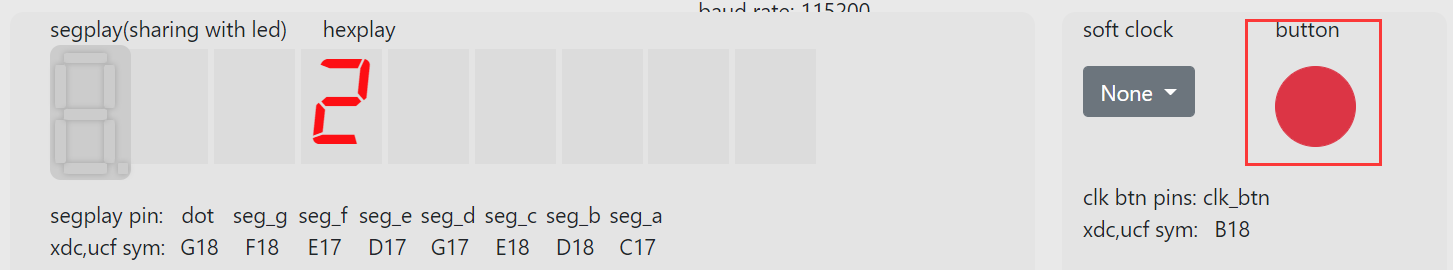 baud rate: 115200
segplay(sharing with led) hexplay
2
segplay pin: dot seg_g seg_f seg_e seg_d seg_c seg_b seg_a
xdc,ucf sym: G18 F18 E17 D17 G17 E18 D18 C17
soft clock button
None
clk btn pins: clk_btn
xdc,ucf sym: B18